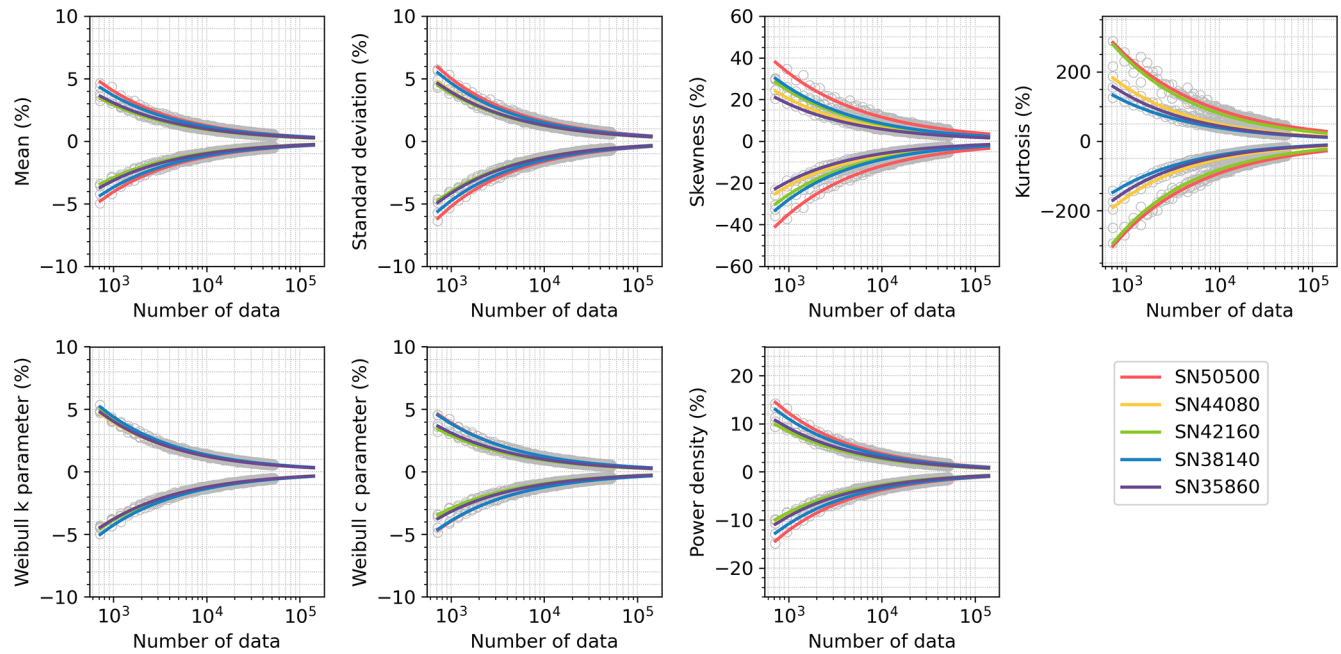 Mean (%)
10
5
0
−5
−10
10³
10⁴
10⁵
Number of data
Standard deviation (%)
10
5
0
−5
−10
10³
10⁴
10⁵
Number of data
Skewness (%)
60
40
20
0
−20
−40
−60
10³
10⁴
10⁵
Number of data
Kurtosis (%)
200
0
−200
10³
10⁴
10⁵
Number of data
Weibull k parameter (%)
10
5
0
−5
−10
10³
10⁴
10⁵
Number of data
Weibull c parameter (%)
10
5
0
−5
−10
10³
10⁴
10⁵
Number of data
Power density (%)
20
10
0
−10
−20
10³
10⁴
10⁵
Number of data
SN50500
SN44080
SN42160
SN38140
SN35860